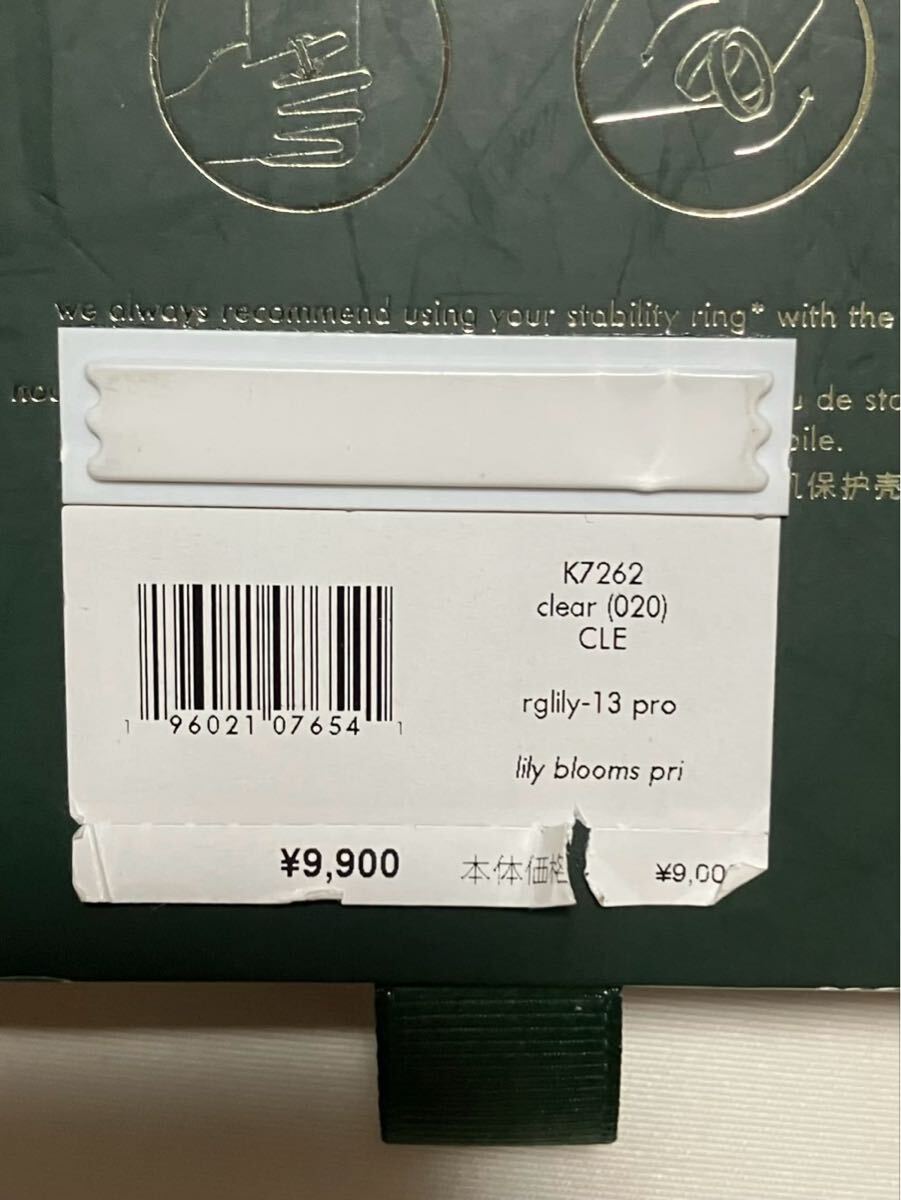 we always recommend using your stability ring* with the
de sto
bile.
保护壳
K7262
clear (020)
CLE
rglily-13 pro
1 96021 07654 1
lily blooms pri
¥9,900 本体価格 ¥9,00